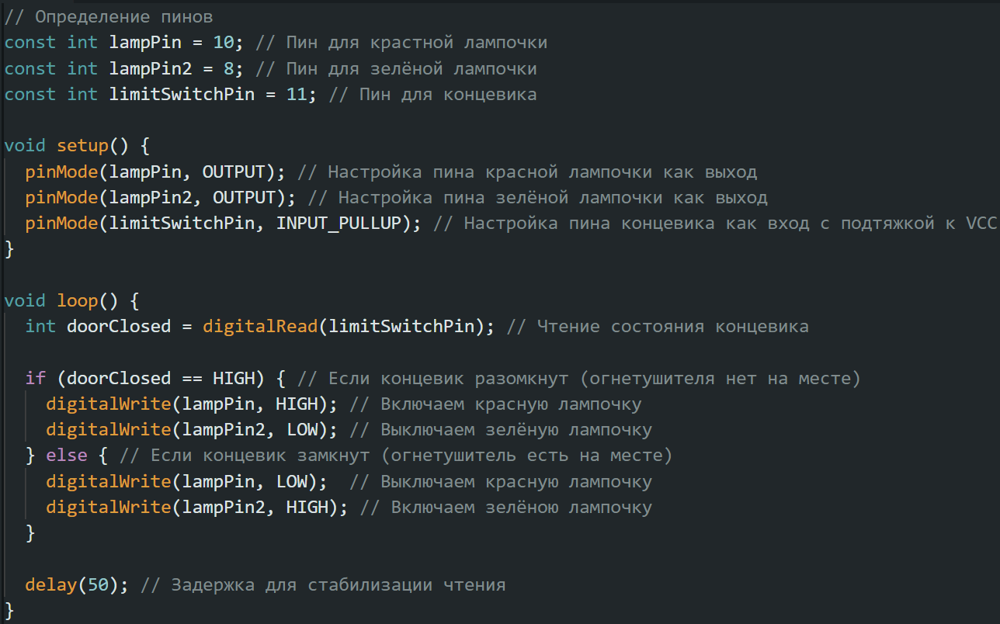 // Определение пинов
const int lampPin = 10; // Пин для крастной лампочки
const int lampPin2 = 8; // Пин для зелёной лампочки
const int limitSwitchPin = 11; // Пин для концевика
void setup() {
pinMode(lampPin, OUTPUT); // Настройка пина красной лампочки как выход
pinMode(lampPin2, OUTPUT); // Настройка пина зелёной лампочки как выход
pinMode(limitSwitchPin, INPUT_PULLUP); // Настройка пина концевика как вход с подтяжкой к VCC
}
void loop() {
int doorClosed = digitalRead(limitSwitchPin); // Чтение состояния концевика
if (doorClosed == HIGH) { // Если концевик разомкнут (огнетушителя нет на месте)
digitalWrite(lampPin, HIGH); // Включаем красную лампочку
digitalWrite(lampPin2, LOW); // Выключаем зелёную лампочку
} else { // Если концевик замкнут (огнетушитель есть на месте)
digitalWrite(lampPin, LOW);  // Выключаем красную лампочку
digitalWrite(lampPin2, HIGH); // Включаем зелёною лампочку
}
delay(50); // Задержка для стабилизации чтения
}